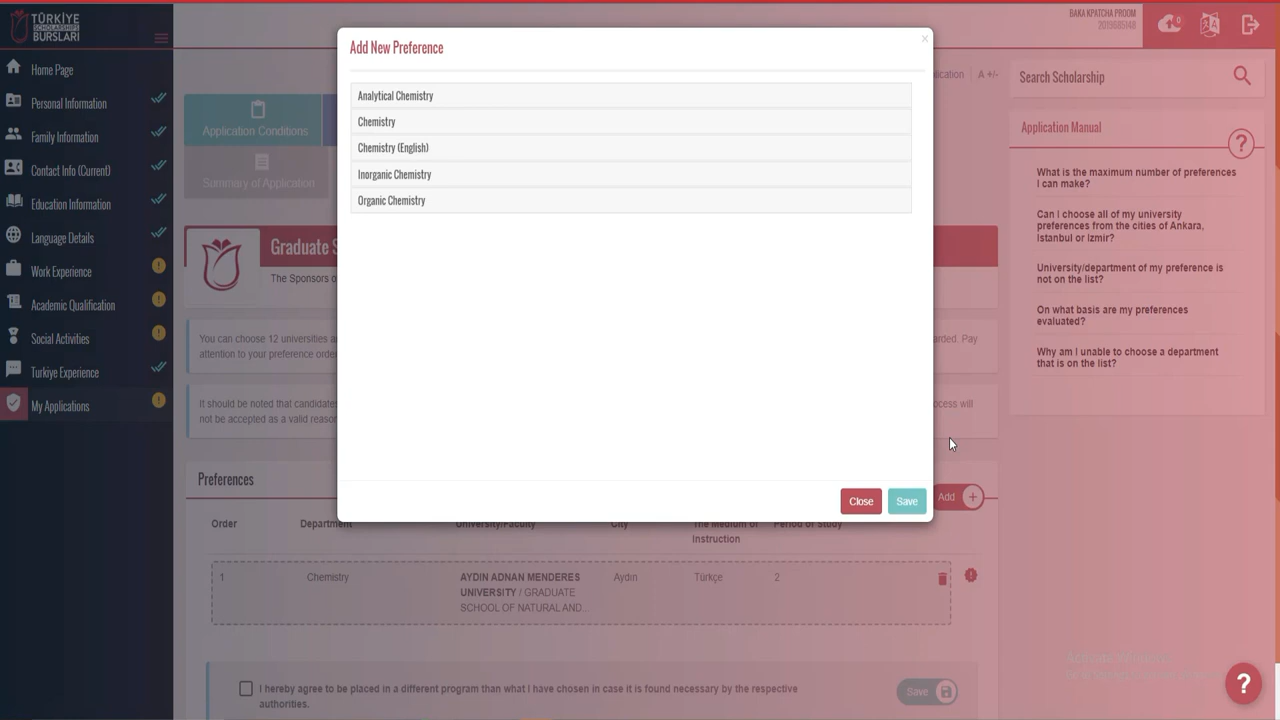 TÜRKİYE
SCHOLARSHIPS
BURSLARI
BAKA KPATCHA P'ROOM
2019685148
0
Home Page
Personal Information
Family Information
Contact Info (Current)
Education Information
Language Details
Work Experience
Academic Qualification
Social Activities
Turkiye Experience
My Applications
A +/-
Application Conditions
Summary of Application
Graduate S
The Sponsors o
You can choose 12 universities a
arded. Pay
attention to your preference order
It should be noted that candidates
ocess will
not be accepted as a valid reason
Add New Preference
×
Analytical Chemistry
Chemistry
Chemistry (English)
Inorganic Chemistry
Organic Chemistry
Close
Save
Search Scholarship
Application Manual
?
What is the maximum number of preferences
I can make?
Can I choose all of my university
preferences from the cities of Ankara,
Istanbul or Izmir?
University/department of my preference is
not on the list?
On what basis are my preferences
evaluated?
Why am I unable to choose a department
that is on the list?
Preferences
Add +
Order Department University/Faculty City The Medium of Period of Study
Instruction
1 Chemistry AYDIN ADNAN MENDERES Aydın Türkçe 2
UNIVERSITY / GRADUATE
SCHOOL OF NATURAL AND...
I hereby agree to be placed in a different program than what I have chosen in case it is found necessary by the respective
authorities.
Save
?